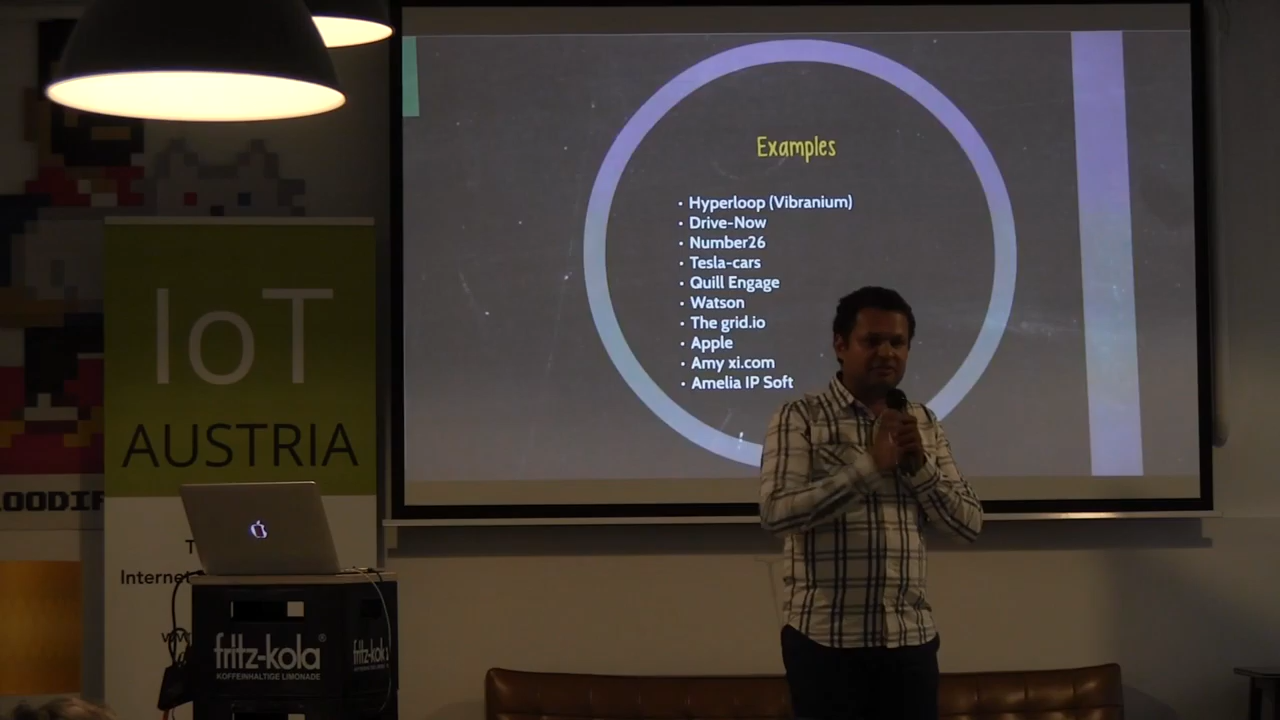 Examples
• Hyperloop (Vibranium)
• Drive-Now
• Number26
• Tesla-cars
• Quill Engage
• Watson
• The grid.io
• Apple
• Amy xi.com
• Amelia IP Soft
IoT
AUSTRIA
Internet
fritz-kola®
KOFFEINHALTIGE LIMONADE
fritz-kola